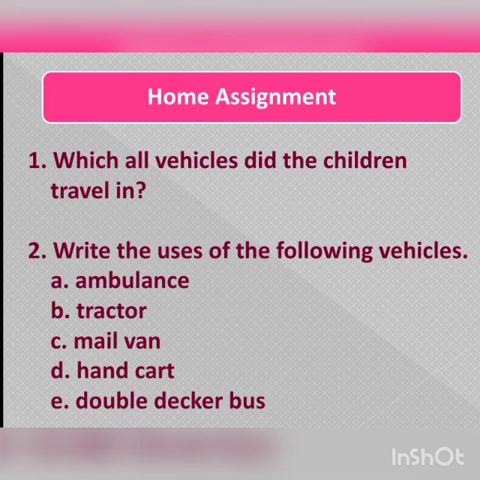 Home Assignment
1. Which all vehicles did the children
travel in?
2. Write the uses of the following vehicles.
a. ambulance
b. tractor
c. mail van
d. hand cart
e. double decker bus
InShOt